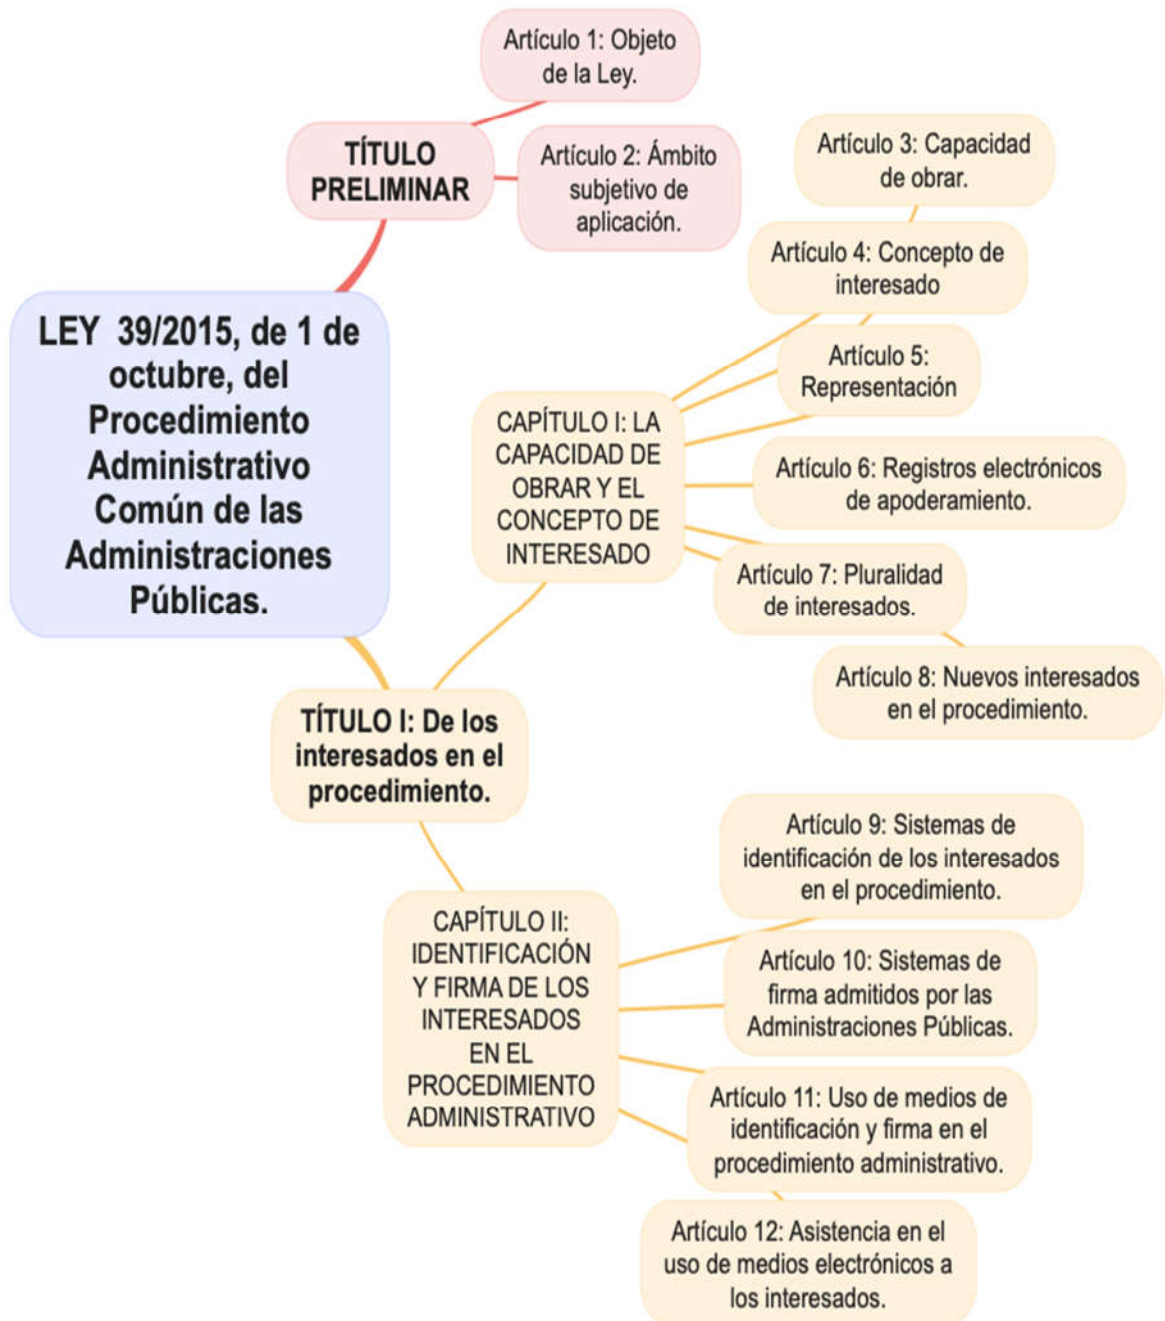 Artículo 1: Objeto
de la Ley.
TÍTULO
PRELIMINAR
Artículo 2: Ámbito
subjetivo de
aplicación.
LEY 39/2015, de 1 de
octubre, del
Procedimiento
Administrativo
Común de las
Administraciones
Públicas.
Artículo 3: Capacidad
de obrar.
Artículo 4: Concepto de
interesado
Artículo 5:
Representación
CAPÍTULO I: LA
CAPACIDAD DE
OBRAR Y EL
CONCEPTO DE
INTERESADO
Artículo 6: Registros electrónicos
de apoderamiento.
Artículo 7: Pluralidad
de interesados.
Artículo 8: Nuevos interesados
en el procedimiento.
TÍTULO I: De los
interesados en el
procedimiento.
Artículo 9: Sistemas de
identificación de los interesados
en el procedimiento.
CAPÍTULO II:
IDENTIFICACIÓN
Y FIRMA DE LOS
INTERESADOS
EN EL
PROCEDIMIENTO
ADMINISTRATIVO
Artículo 10: Sistemas de
firma admitidos por las
Administraciones Públicas.
Artículo 11: Uso de medios de
identificación y firma en el
procedimiento administrativo.
Artículo 12: Asistencia en el
uso de medios electrónicos a
los interesados.